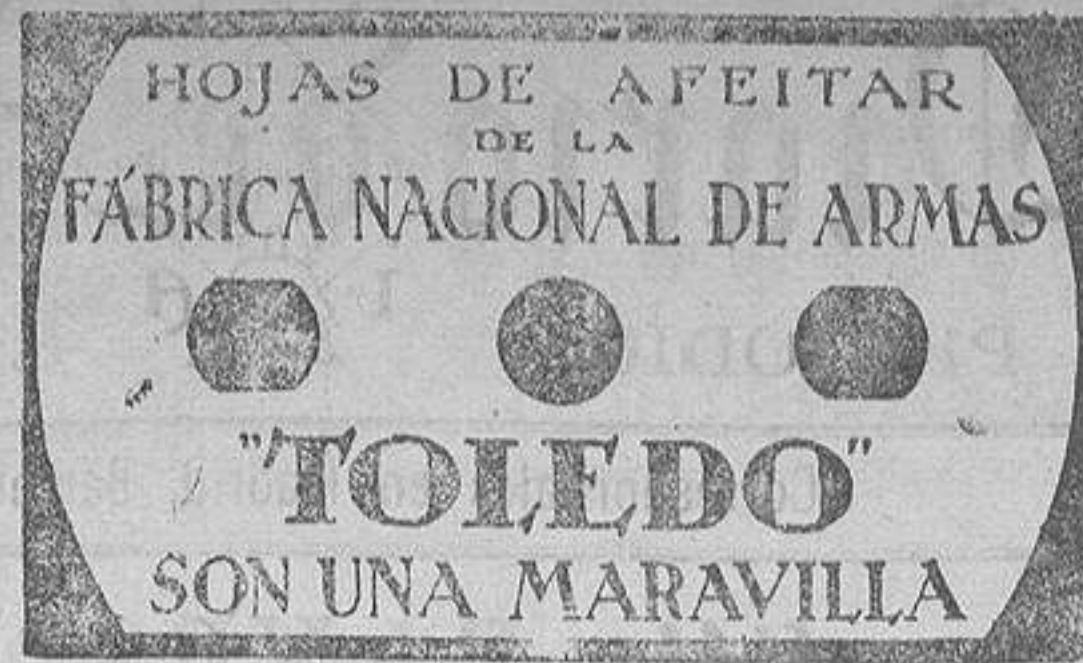 HOJAS DE AFEITAR
DE LA
FÁBRICA NACIONAL DE ARMAS
"TOLEDO"
SON UNA MARAVILLA